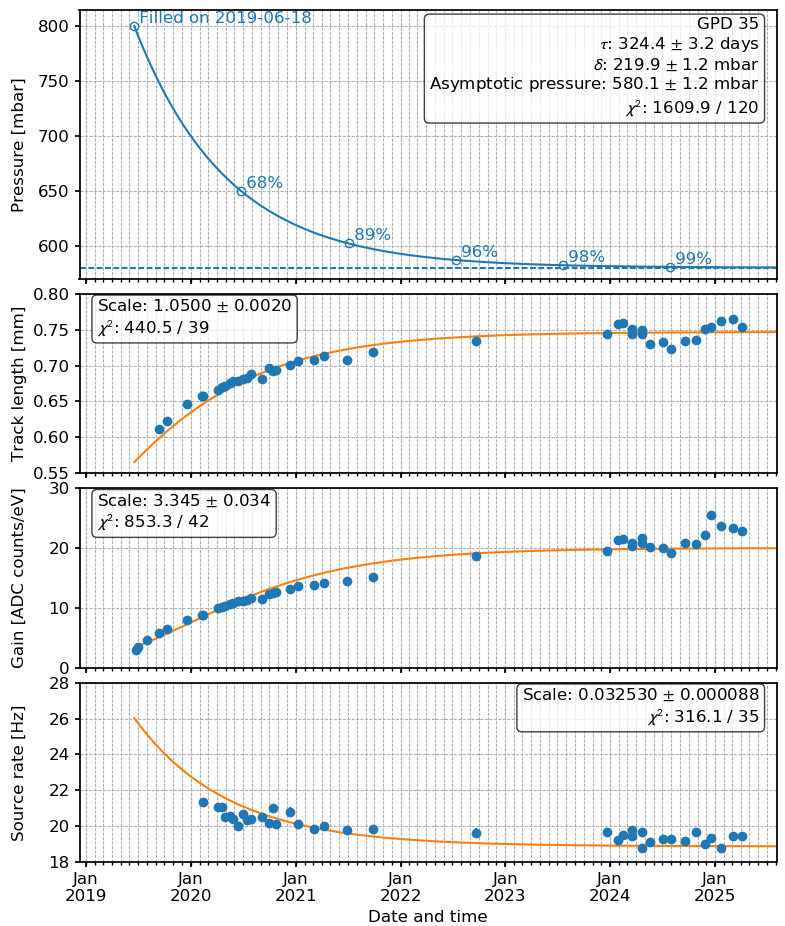 Filled on 2019-06-18
GPD 35
τ: 324.4 ± 3.2 days
δ: 219.9 ± 1.2 mbar
Asymptotic pressure: 580.1 ± 1.2 mbar
χ²: 1609.9 / 120
800
750
700
650
600
Pressure [mbar]
68%
89%
96%
98%
99%
Scale: 1.0500 ± 0.0020
χ²: 440.5 / 39
0.80
0.75
0.70
0.65
0.60
0.55
Track length [mm]
Scale: 3.345 ± 0.034
χ²: 853.3 / 42
30
20
10
0
Gain [ADC counts/eV]
Scale: 0.032530 ± 0.000088
χ²: 316.1 / 35
28
26
24
22
20
18
Source rate [Hz]
Jan Jan Jan Jan Jan Jan Jan
2019 2020 2021 2022 2023 2024 2025
Date and time